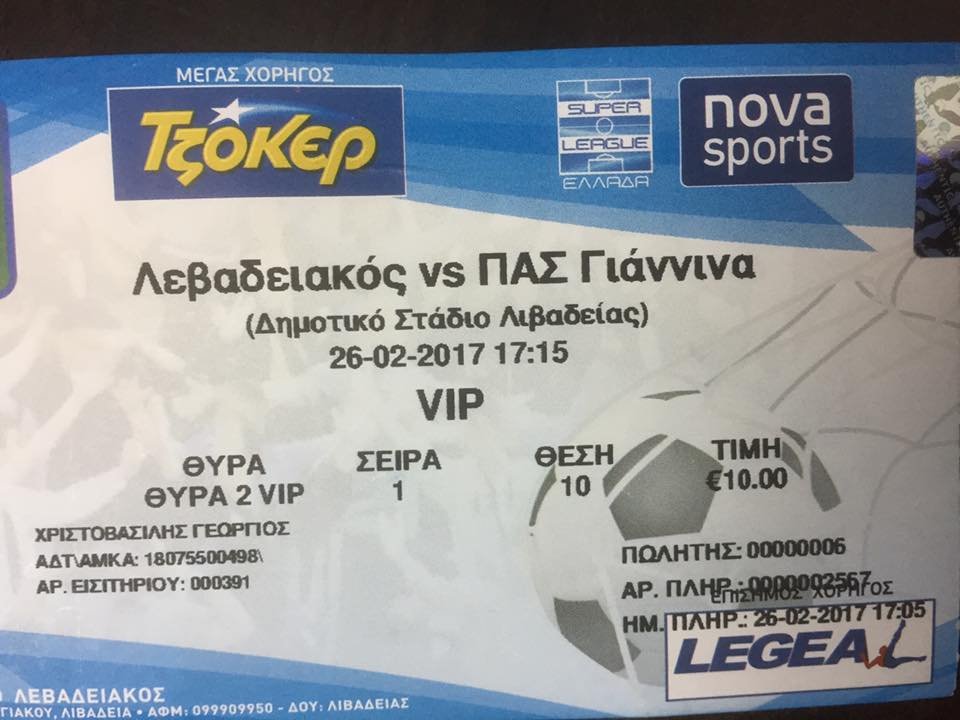 ΜΕΓΑΣ ΧΟΡΗΓΟΣ
Τζόκερ
SUPER
LEAGUE
ΕΛΛΑΔΑ
nova
sports
Λεβαδειακός vs ΠΑΣ Γιάννινα
(Δημοτικό Στάδιο Λιβαδείας)
26-02-2017 17:15
VIP
ΘΥΡΑ ΣΕΙΡΑ ΘΕΣΗ ΤΙΜΗ
ΘΥΡΑ 2 VIP 1 10 €10.00
ΧΡΙΣΤΟΒΑΣΙΛΗΣ ΓΕΩΡΓΙΟΣ
ΑΔΤ\ΑΜΚΑ: 18075500498\
ΑΡ. ΕΙΣΙΤΗΡΙΟΥ: 000391
ΠΩΛΗΤΗΣ: 00000006
ΑΡ. ΠΛΗΡ.: 0000002567
ΕΠΙΣΗΜΟΣ ΧΟΡΗΓΟΣ
ΗΜ. ΠΛΗΡ.: 26-02-2017 17:05
LEGEA
ΛΕΒΑΔΕΙΑΚΟΣ
ΓΙΑΚΟΥ, ΛΙΒΑΔΕΙΑ • ΑΦΜ: 099909950 - ΔΟΥ: ΛΙΒΑΔΕΙΑΣ